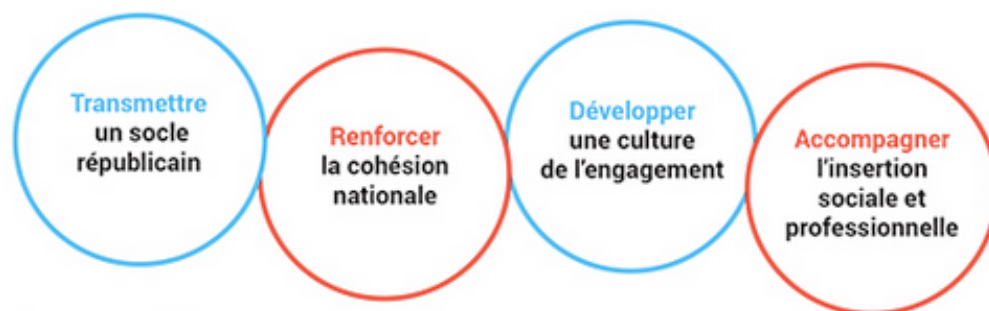 Transmettre
un socle
républicain
Renforcer
la cohésion
nationale
Développer
une culture
de l'engagement
Accompagner
l'insertion
sociale et
professionnelle